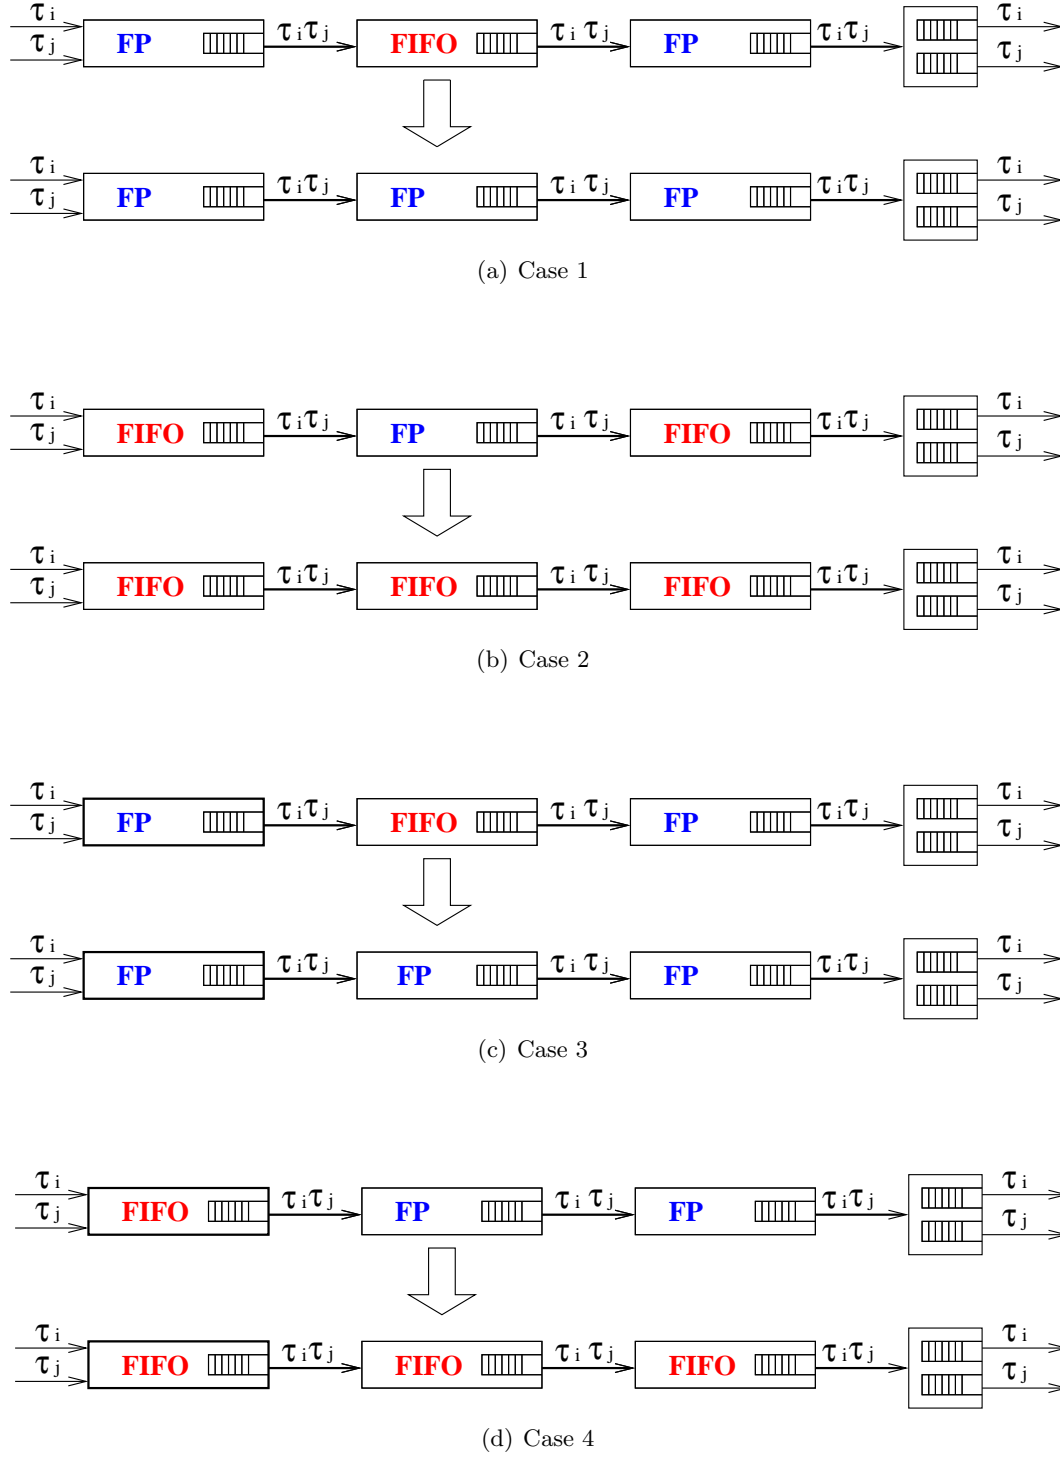 τi τj FP τiτj FIFO τi τj FP τiτj τi τj
τi τj FP τiτj FP τi τj FP τiτj τi τj
(a) Case 1
τi τj FIFO τiτj FP τi τj FIFO τiτj τi τj
τi τj FIFO τiτj FIFO τi τj FIFO τiτj τi τj
(b) Case 2
τi τj FP τiτj FIFO τi τj FP τiτj τi τj
τi τj FP τiτj FP τi τj FP τiτj τi τj
(c) Case 3
τi τj FIFO τiτj FP τi τj FP τiτj τi τj
τi τj FIFO τiτj FIFO τi τj FIFO τiτj τi τj
(d) Case 4